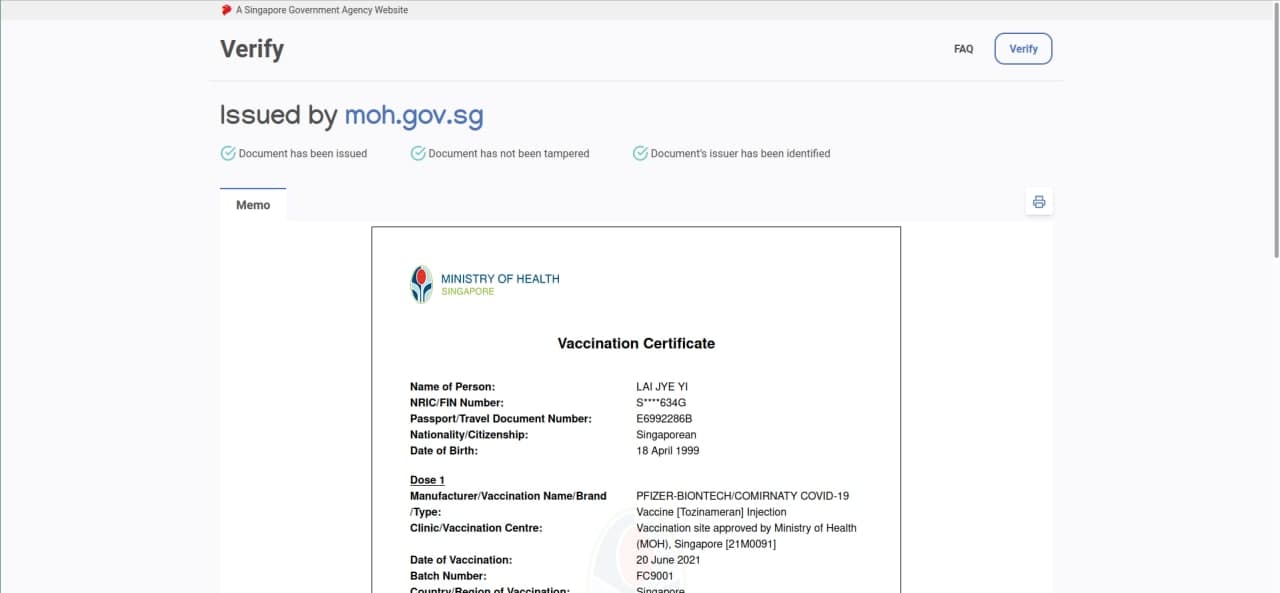 A Singapore Government Agency Website
Verify
FAQ
Verify
Issued by moh.gov.sg
Document has been issued
Document has not been tampered
Document's issuer has been identified
Memo
MINISTRY OF HEALTH
SINGAPORE
Vaccination Certificate
Name of Person: LAI JYE YI
NRIC/FIN Number: S****634G
Passport/Travel Document Number: E6992286B
Nationality/Citizenship: Singaporean
Date of Birth: 18 April 1999
Dose 1
Manufacturer/Vaccination Name/Brand PFIZER-BIONTECH/COMIRNATY COVID-19
/Type: Vaccine [Tozinameran] Injection
Clinic/Vaccination Centre: Vaccination site approved by Ministry of Health
(MOH), Singapore [21M0091]
Date of Vaccination: 20 June 2021
Batch Number: FC9001
Country/Region of Vaccination: Singapore